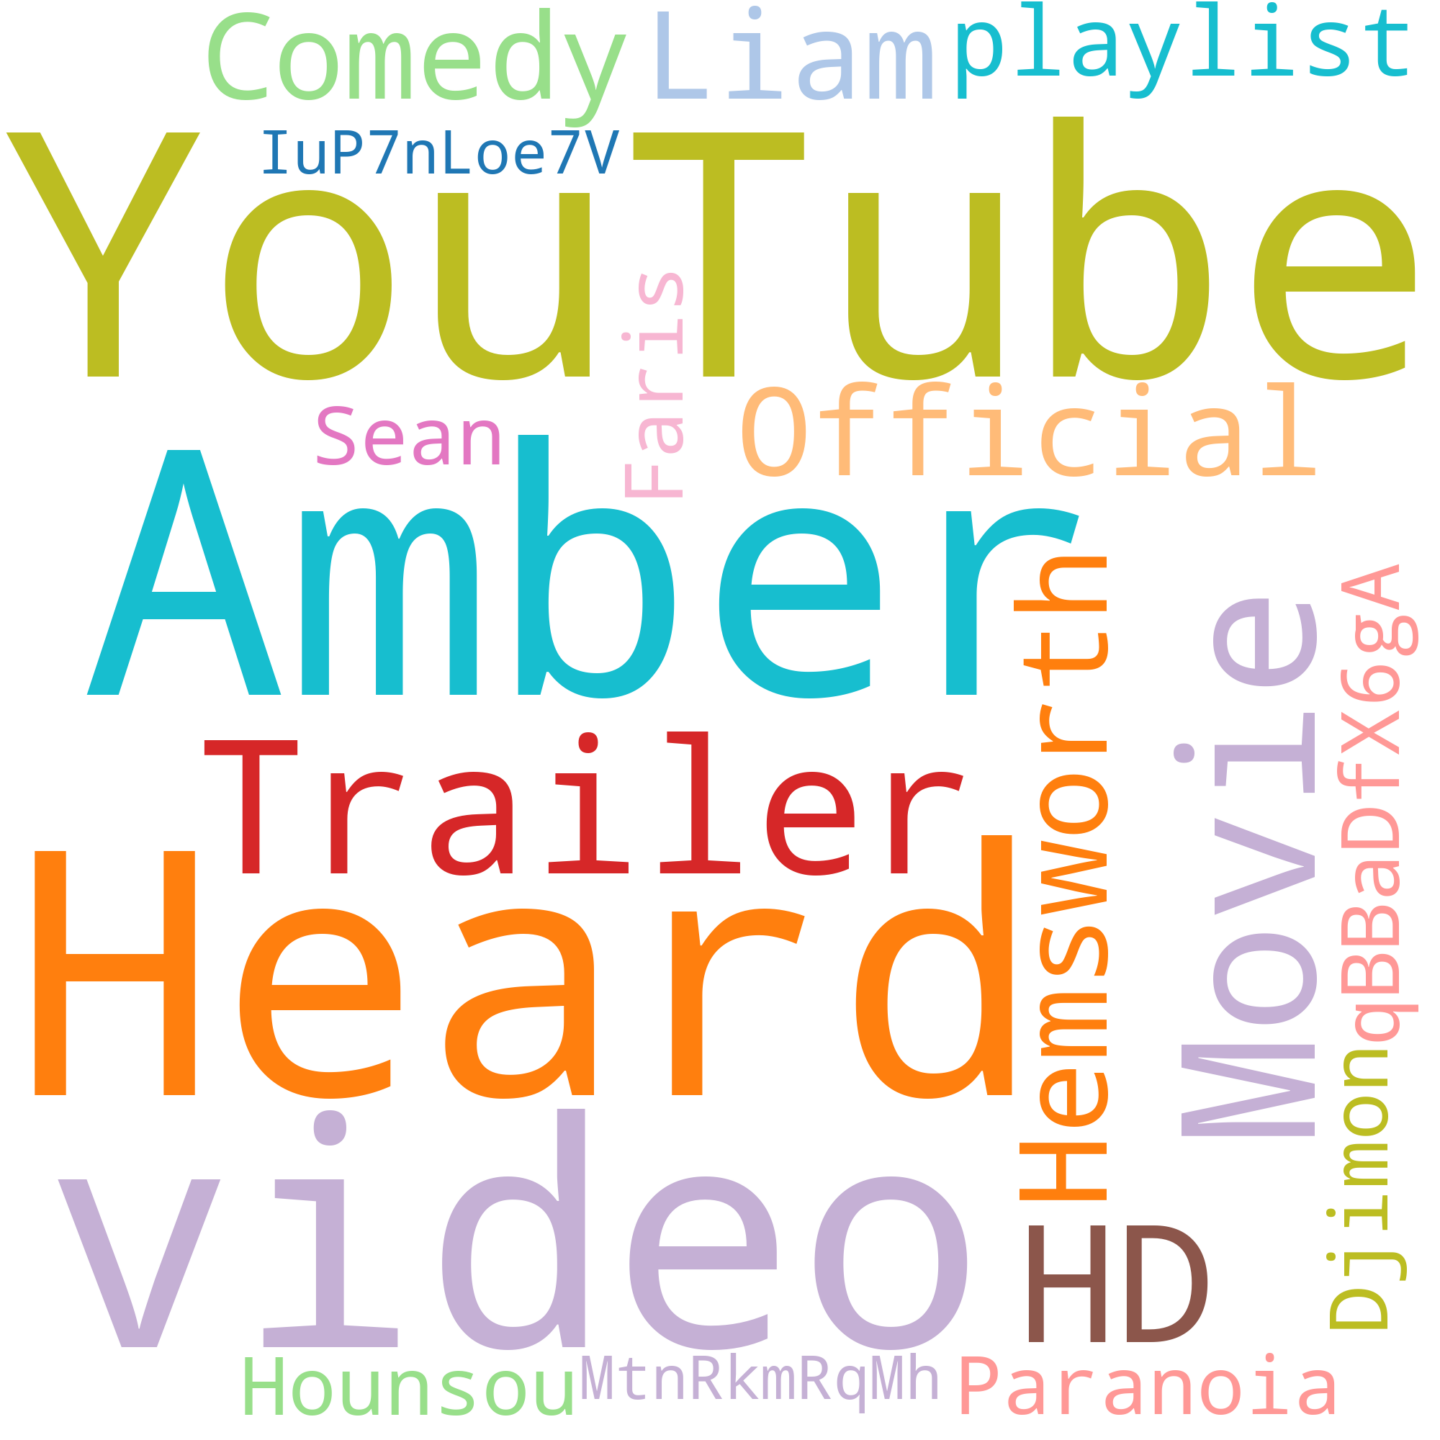 Comedy
Liam
playlist
IuP7nLoe7V
YouTube
Faris
Sean
Official
Amber
Hemsworth
Movie
qBBaDfX6gA
Trailer
Heard
Djimon
video
HD
Hounsou
MtnRkmRqMh
Paranoia